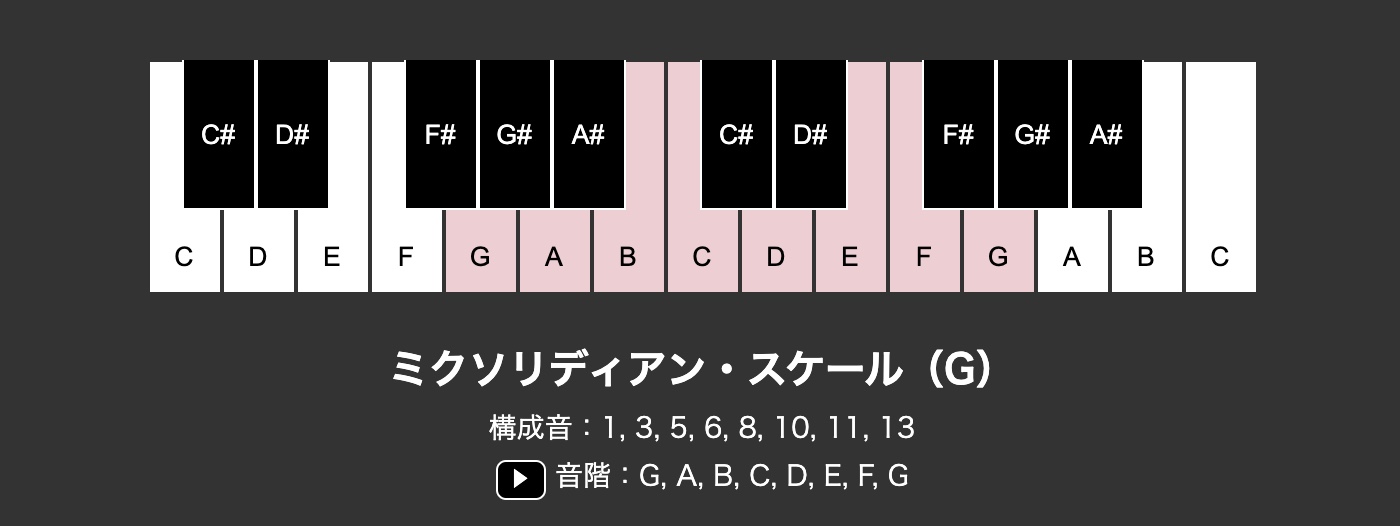 C# D# F# G# A# C# D# F# G# A#
C D E F G A B C D E F G A B C
ミクソリディアン・スケール（G）
構成音：1, 3, 5, 6, 8, 10, 11, 13
音階：G, A, B, C, D, E, F, G